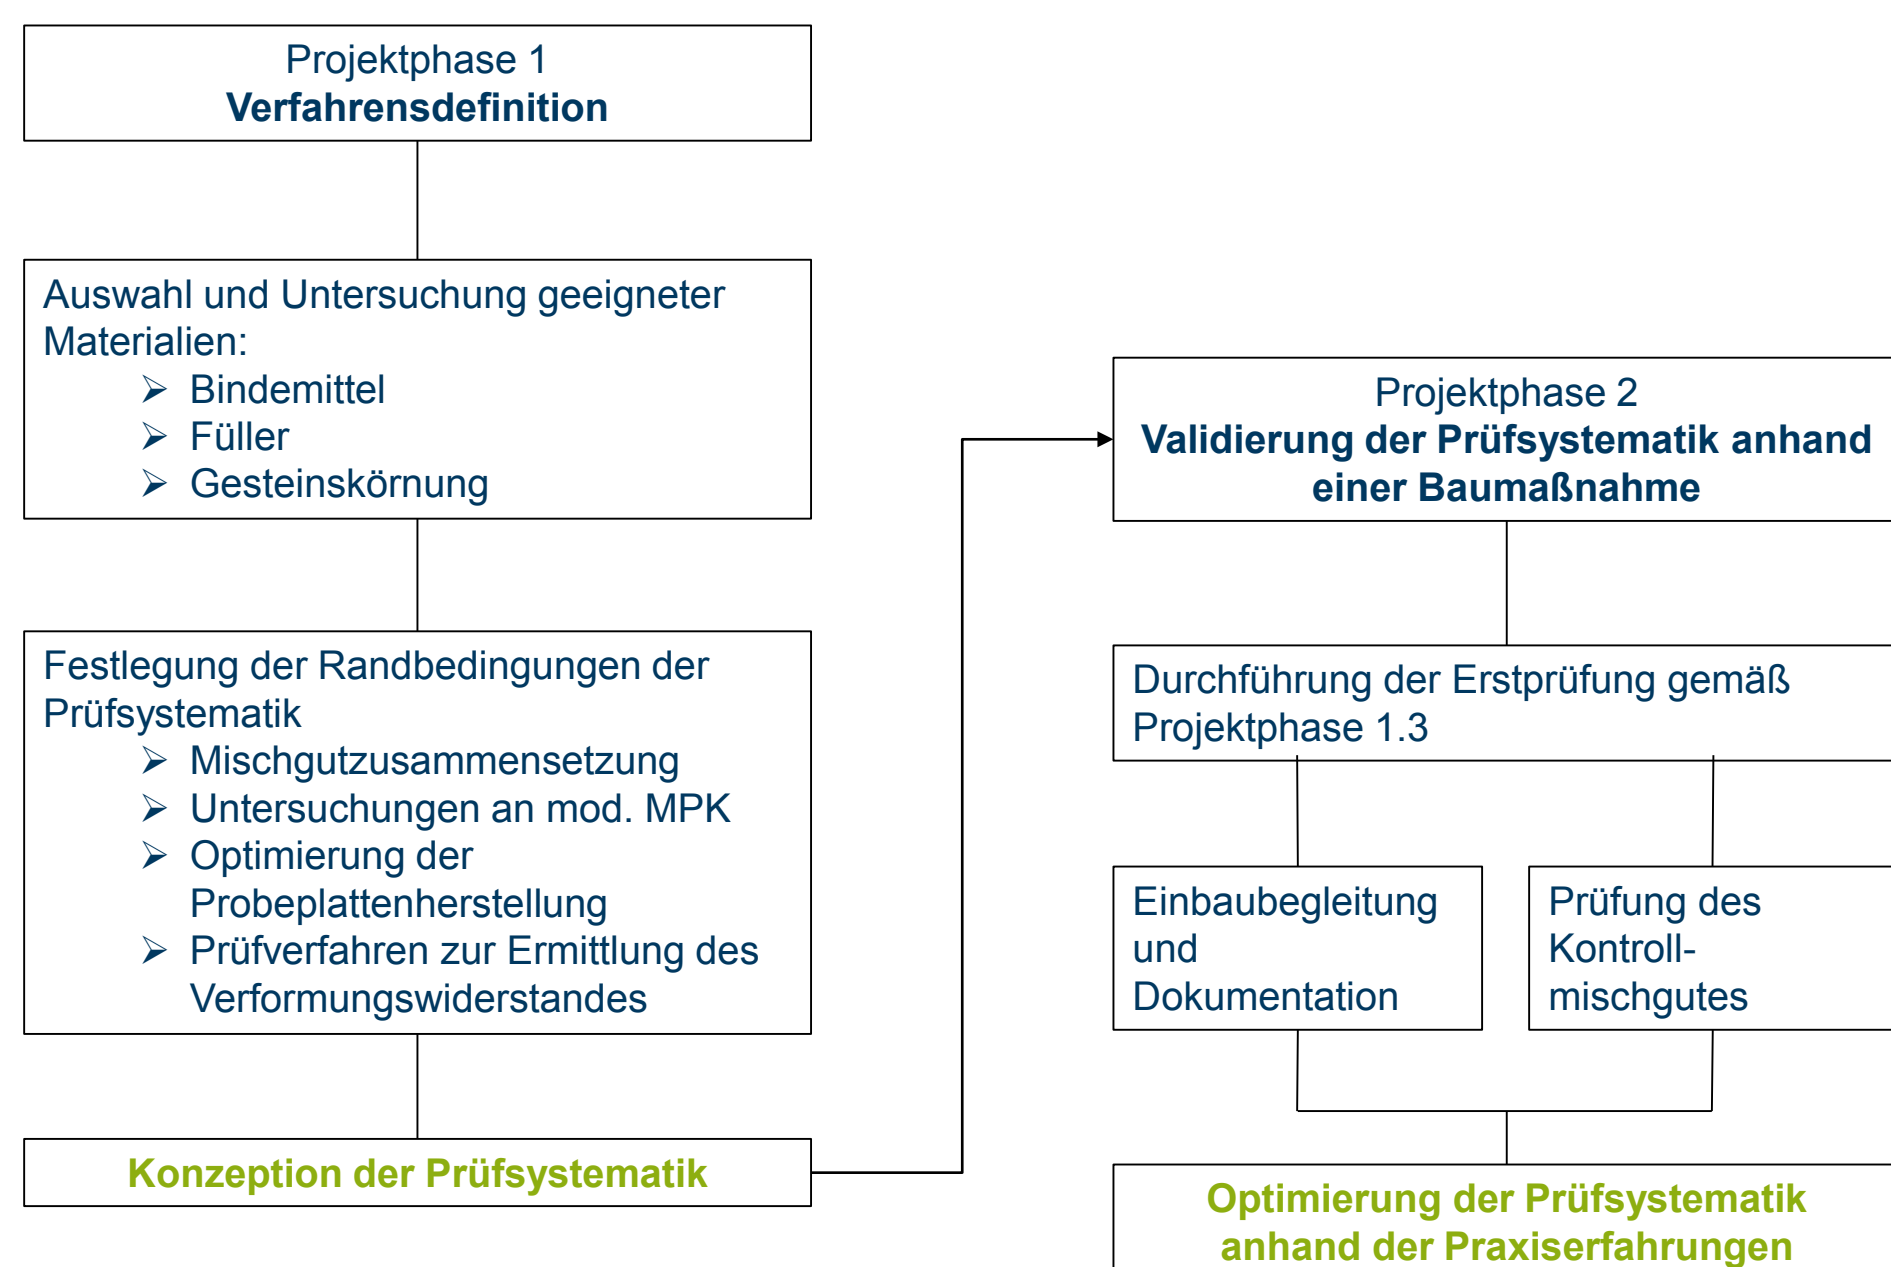 Projektphase 1
Verfahrensdefinition
Auswahl und Untersuchung geeigneter
Materialien:
➢ Bindemittel
➢ Füller
➢ Gesteinskörnung
Festlegung der Randbedingungen der
Prüfsystematik
➢ Mischgutzusammensetzung
➢ Untersuchungen an mod. MPK
➢ Optimierung der
Probeplattenherstellung
➢ Prüfverfahren zur Ermittlung des
Verformungswiderstandes
Konzeption der Prüfsystematik
Projektphase 2
Validierung der Prüfsystematik anhand
einer Baumaßnahme
Durchführung der Erstprüfung gemäß
Projektphase 1.3
Einbaubegleitung
und
Dokumentation
Prüfung des
Kontroll-
mischgutes
Optimierung der Prüfsystematik
anhand der Praxiserfahrungen